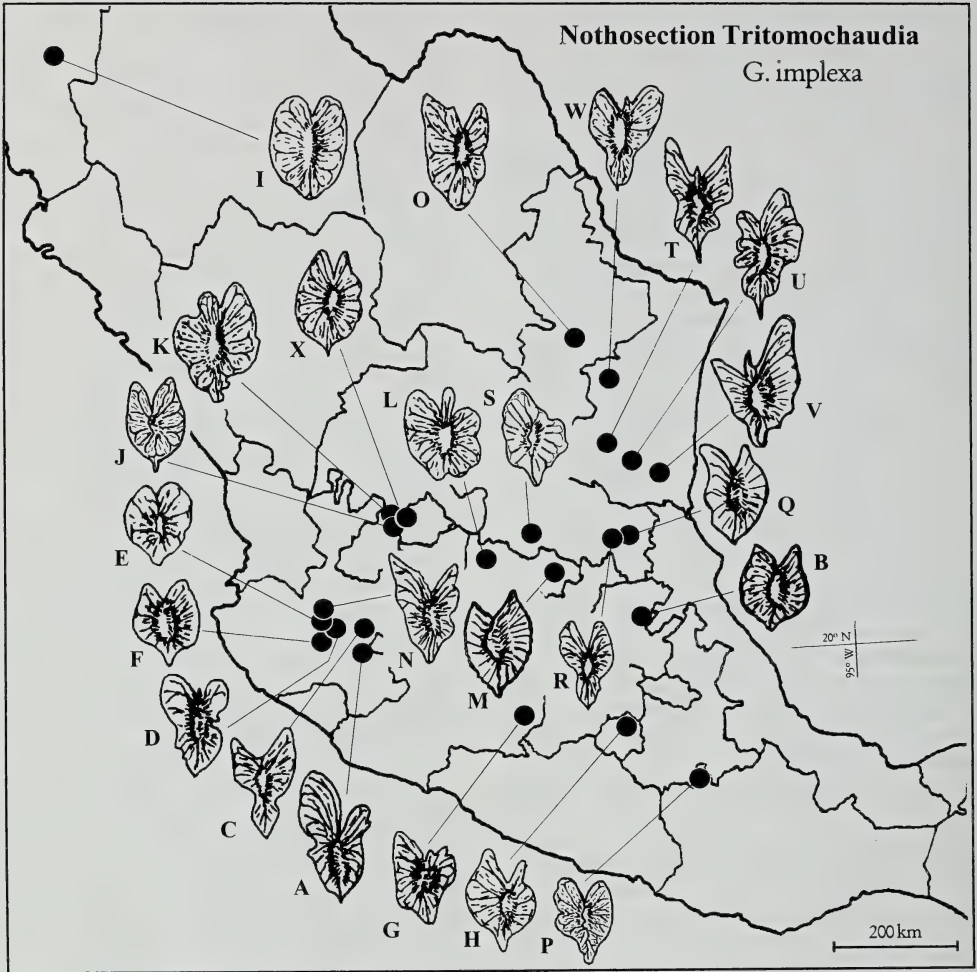 Nothosection Tritomochaudia
G. implexa
W
I
O
T
U
K
X
L
S
V
J
Q
E
B
20° N
95° W
F
N
M
R
D
C
A
G
H
P
200 km